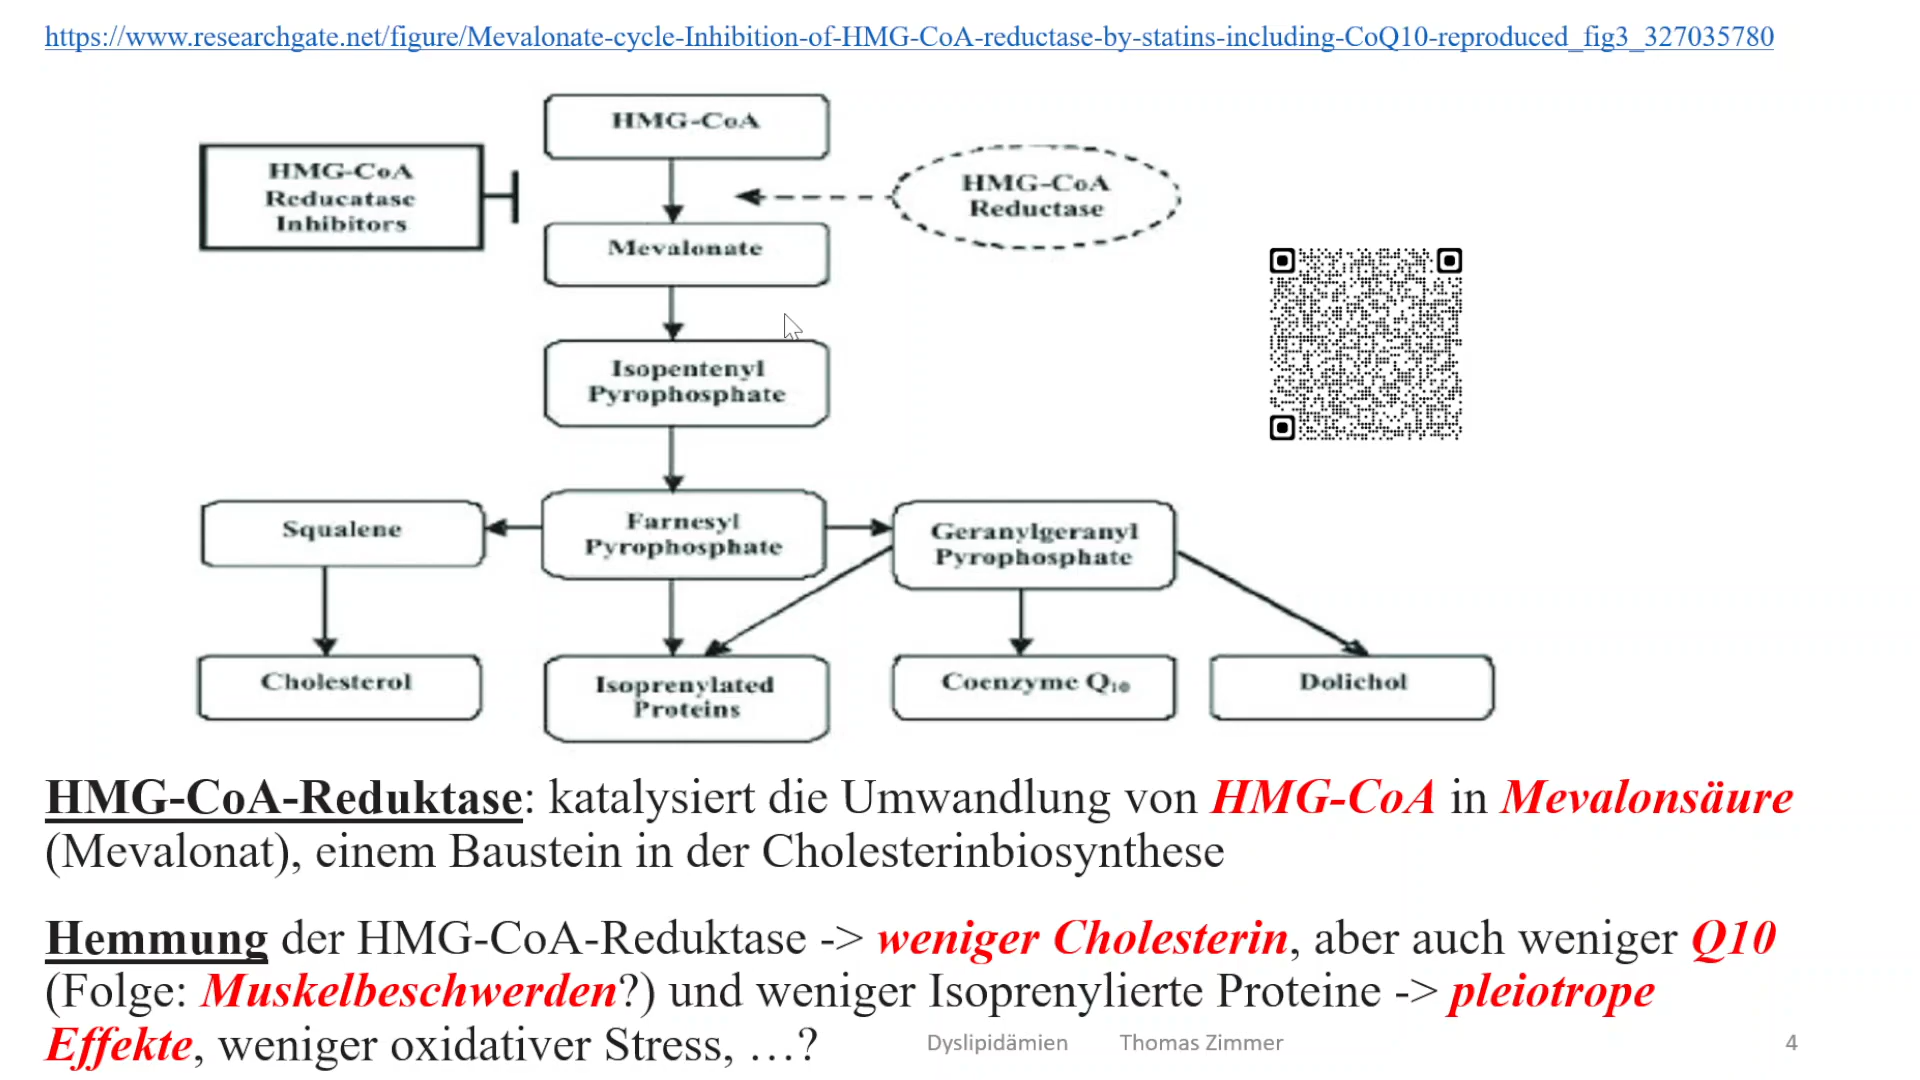 https://www.researchgate.net/figure/Mevalonate-cycle-Inhibition-of-HMG-CoA-reductase-by-statins-including-CoQ10-reproduced_fig3_327035780
HMG-CoA
HMG-CoA
Reducatase
Inhibitors
HMG-CoA
Reductase
Mevalonate
Isopentenyl
Pyrophosphate
Squalene
Farnesyl
Pyrophosphate
Geranylgeranyl
Pyrophosphate
Cholesterol
Isoprenylated
Proteins
Coenzyme Q₁₀
Dolichol
HMG-CoA-Reduktase: katalysiert die Umwandlung von HMG-CoA in Mevalonsäure
(Mevalonat), einem Baustein in der Cholesterinbiosynthese
Hemmung der HMG-CoA-Reduktase -> weniger Cholesterin, aber auch weniger Q10
(Folge: Muskelbeschwerden?) und weniger Isoprenylierte Proteine -> pleiotrope
Effekte, weniger oxidativer Stress, …?
Dyslipidämien Thomas Zimmer 4